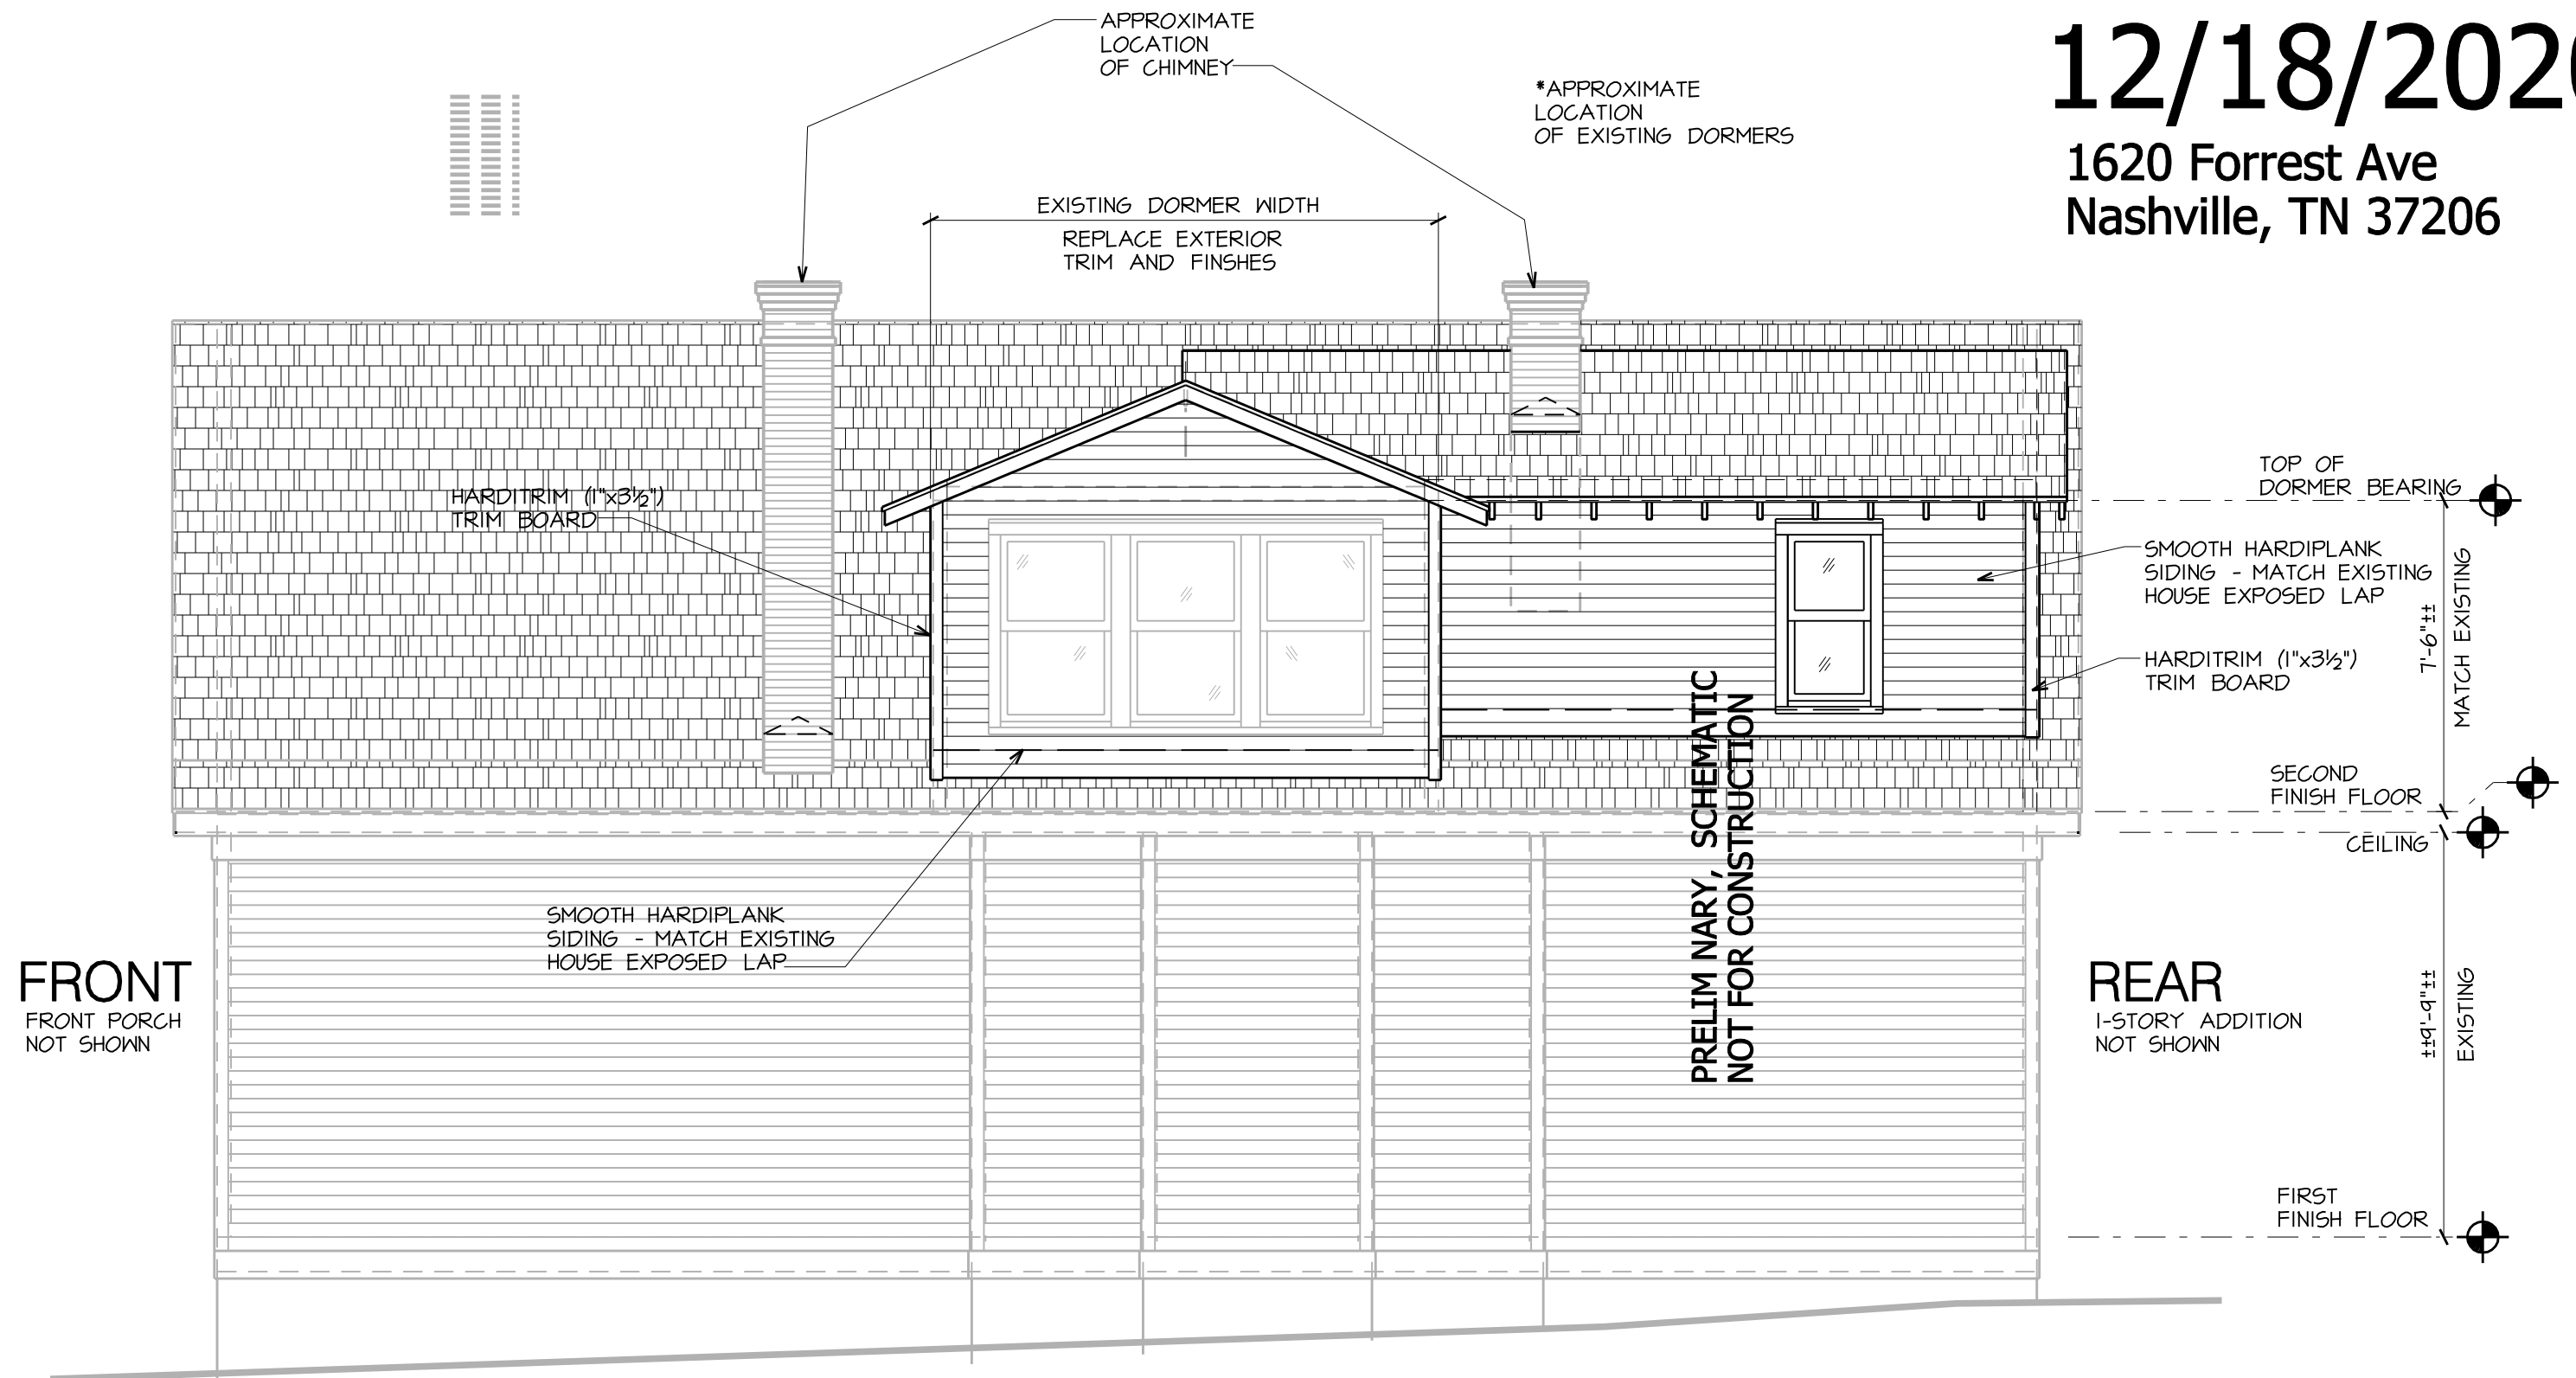 APPROXIMATE
LOCATION
OF CHIMNEY
*APPROXIMATE
LOCATION
OF EXISTING DORMERS
12/18/2020
1620 Forrest Ave
Nashville, TN 37206
EXISTING DORMER WIDTH
REPLACE EXTERIOR
TRIM AND FINSHES
HARDITRIM (1"x3½")
TRIM BOARD
TOP OF
DORMER BEARING
SMOOTH HARDIPLANK
SIDING - MATCH EXISTING
HOUSE EXPOSED LAP
7'-6"±±
MATCH EXISTING
HARDITRIM (1"x3½")
TRIM BOARD
SECOND
FINISH FLOOR
CEILING
PRELIM NARY, SCHEMATIC
NOT FOR CONSTRUCTION
SMOOTH HARDIPLANK
SIDING - MATCH EXISTING
HOUSE EXPOSED LAP
FRONT
FRONT PORCH
NOT SHOWN
REAR
1-STORY ADDITION
NOT SHOWN
±±9'-9"±±
EXISTING
FIRST
FINISH FLOOR